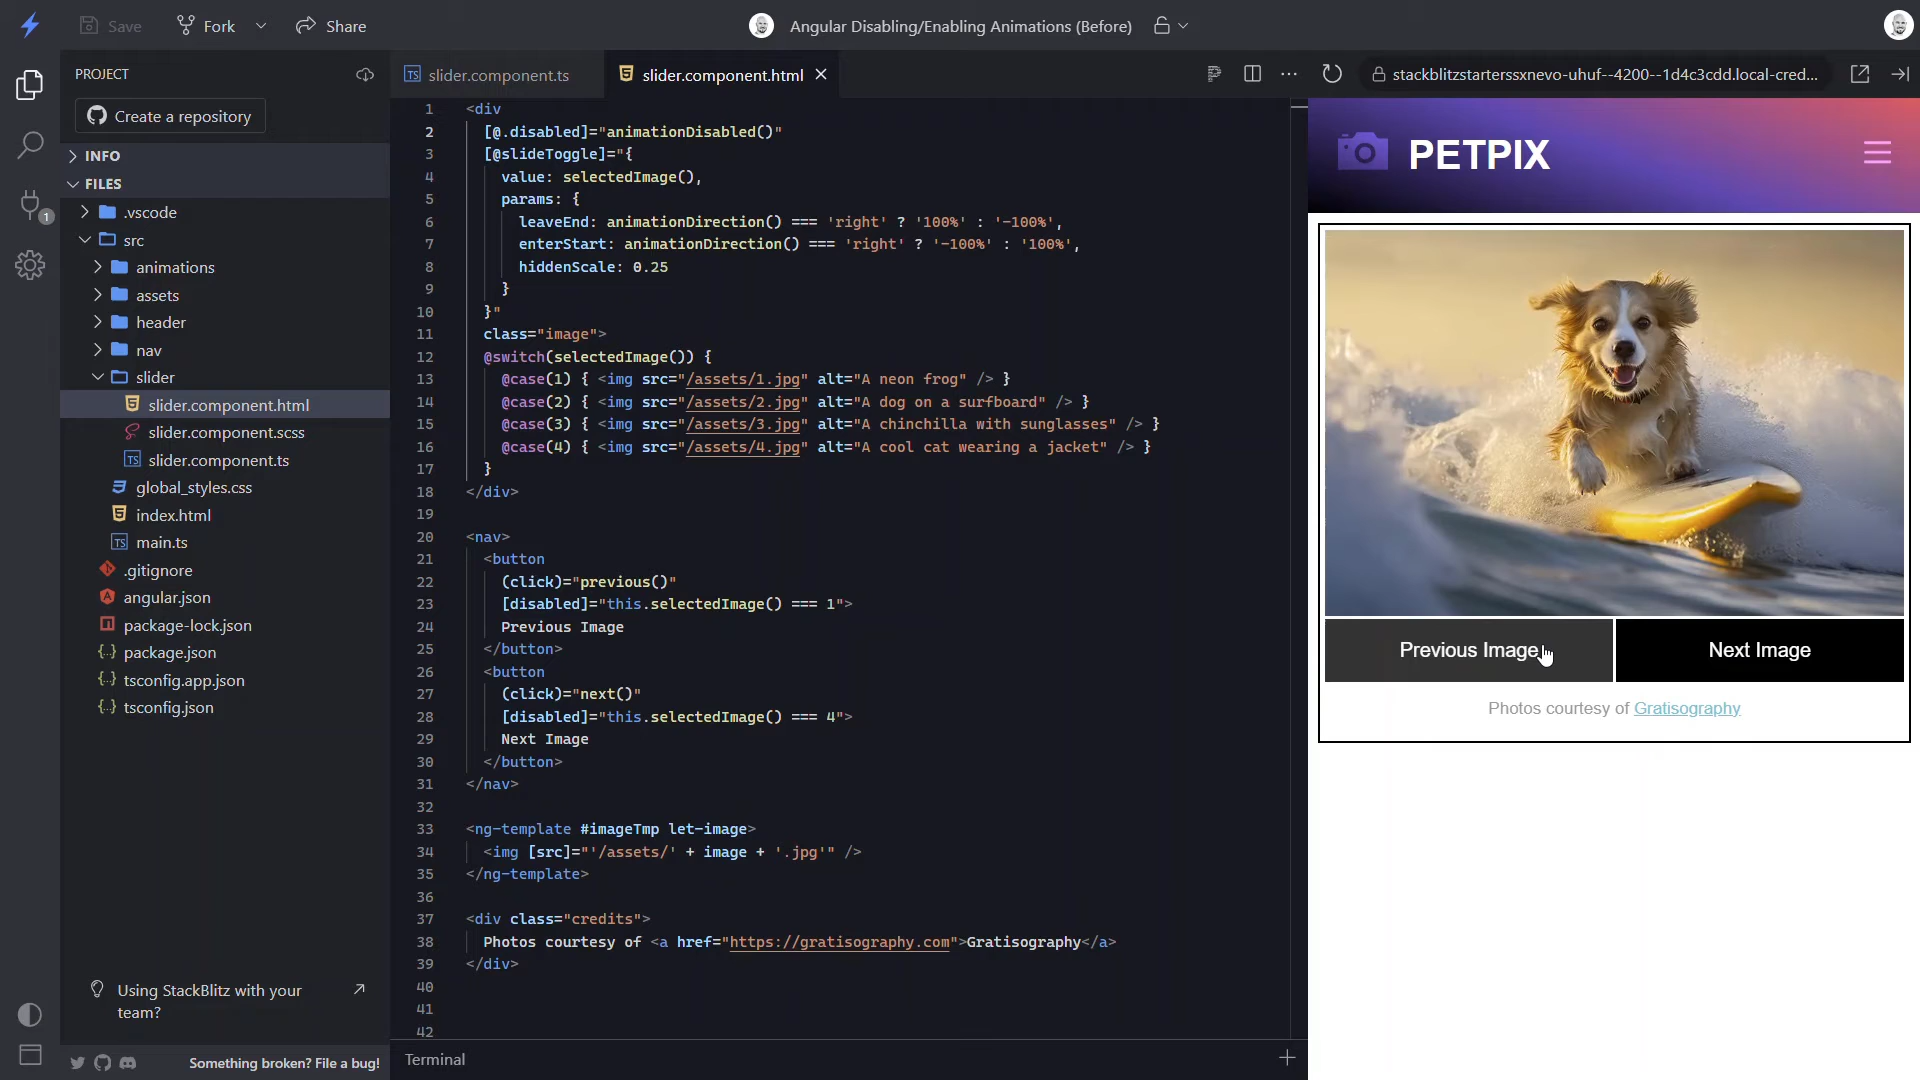 Save
Fork
Share
Angular Disabling/Enabling Animations (Before)
PROJECT
Create a repository
INFO
FILES
.vscode
src
animations
assets
header
nav
slider
slider.component.html
slider.component.scss
slider.component.ts
global_styles.css
index.html
main.ts
.gitignore
angular.json
package-lock.json
package.json
tsconfig.app.json
tsconfig.json
1
Using StackBlitz with your
team?
Something broken? File a bug!
slider.component.ts
slider.component.html
1 <div
2 [@.disabled]="animationDisabled()"
3 [@slideToggle]="{
4 value: selectedImage(),
5 params: {
6 leaveEnd: animationDirection() === 'right' ? '100%' : '-100%',
7 enterStart: animationDirection() === 'right' ? '-100%' : '100%',
8 hiddenScale: 0.25
9 }
10 }"
11 class="image">
12 @switch(selectedImage()) {
13 @case(1) { <img src="/assets/1.jpg" alt="A neon frog" /> }
14 @case(2) { <img src="/assets/2.jpg" alt="A dog on a surfboard" /> }
15 @case(3) { <img src="/assets/3.jpg" alt="A chinchilla with sunglasses" /> }
16 @case(4) { <img src="/assets/4.jpg" alt="A cool cat wearing a jacket" /> }
17 }
18 </div>
19
20 <nav>
21 <button
22 (click)="previous()"
23 [disabled]="this.selectedImage() === 1">
24 Previous Image
25 </button>
26 <button
27 (click)="next()"
28 [disabled]="this.selectedImage() === 4">
29 Next Image
30 </button>
31 </nav>
32
33 <ng-template #imageTmp let-image>
34 <img [src]="'/assets/' + image + '.jpg'" />
35 </ng-template>
36
37 <div class="credits">
38 Photos courtesy of <a href="https://gratisography.com">Gratisography</a>
39 </div>
40
41
42
Terminal
stackblitzstarterssxnevo-uhuf--4200--1d4c3cdd.local-cred...
PETPIX
Previous Image
Next Image
Photos courtesy of Gratisography